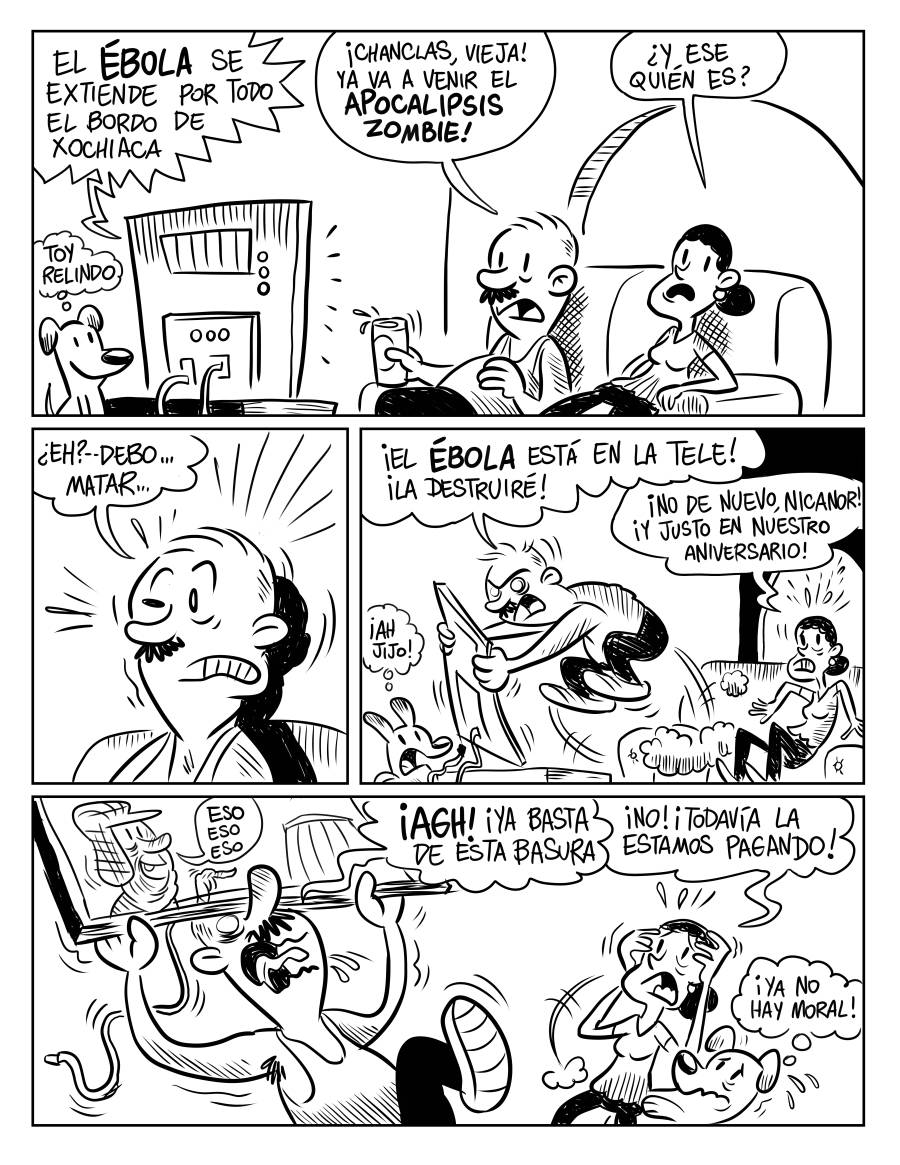 EL ÉBOLA SE
EXTIENDE POR TODO
EL BORDO DE
XOCHIACA
¡CHANCLAS, VIEJA!
YA VA A VENIR EL
APOCALIPSIS
ZOMBIE!
¿Y ESE
QUIÉN ES?
TOY
RELINDO
¿EH?--DEBO...
MATAR...
¡EL ÉBOLA ESTÁ EN LA TELE!
¡LA DESTRUIRÉ!
¡NO DE NUEVO, NICANOR!
¡Y JUSTO EN NUESTRO
ANIVERSARIO!
¡AH
JIJO!
ESO
ESO
ESO
¡AGH! ¡YA BASTA
DE ESTA BASURA
¡NO! ¡TODAVÍA LA
ESTAMOS PAGANDO!
¡YA NO
HAY MORAL!